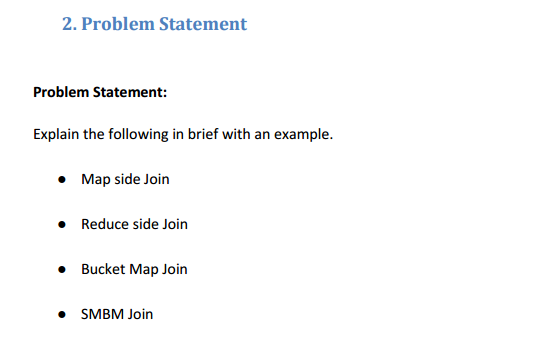 2. Problem Statement
Problem Statement:
Explain the following in brief with an example.
● Map side Join
● Reduce side Join
● Bucket Map Join
● SMBM Join